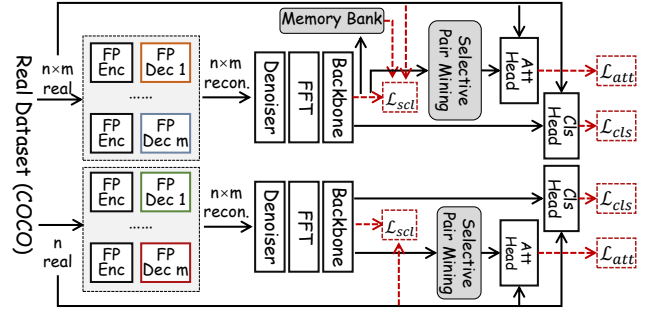 Real Dataset (COCO)
n×m
real
FP
Enc
FP
Dec 1
......
FP
Enc
FP
Dec m
n×m
recon.
Denoiser
FFT
Backbone
Memory Bank
ℒscl
Selective
Pair Mining
Att
Head
ℒatt
Cls
Head
ℒcls
n
real
FP
Enc
FP
Dec 1
......
FP
Enc
FP
Dec m
n×m
recon.
Denoiser
FFT
Backbone
ℒscl
Selective
Pair Mining
Cls
Head
ℒcls
Att
Head
ℒatt